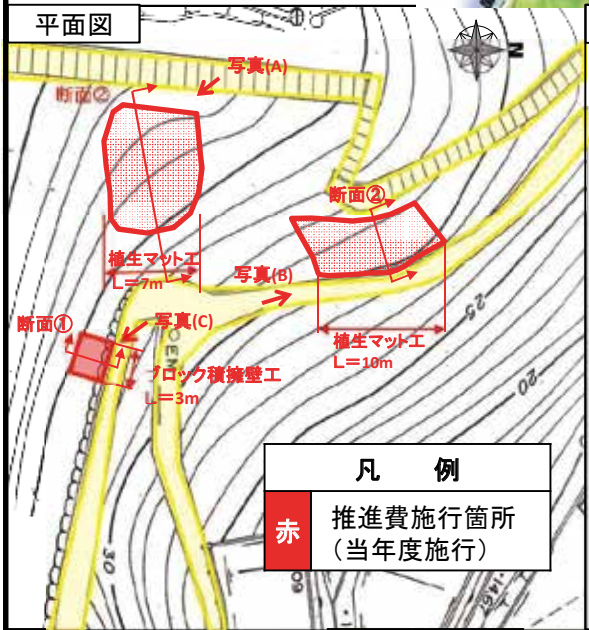 平面図
N
写真(A)
断面②
断面②
植生マット工
L=7m
写真(B)
断面①
写真(C)
植生マット工
L=10m
ブロック積擁壁工
L=3m
25
20
30
凡 例
赤
推進費施行箇所
(当年度施行)